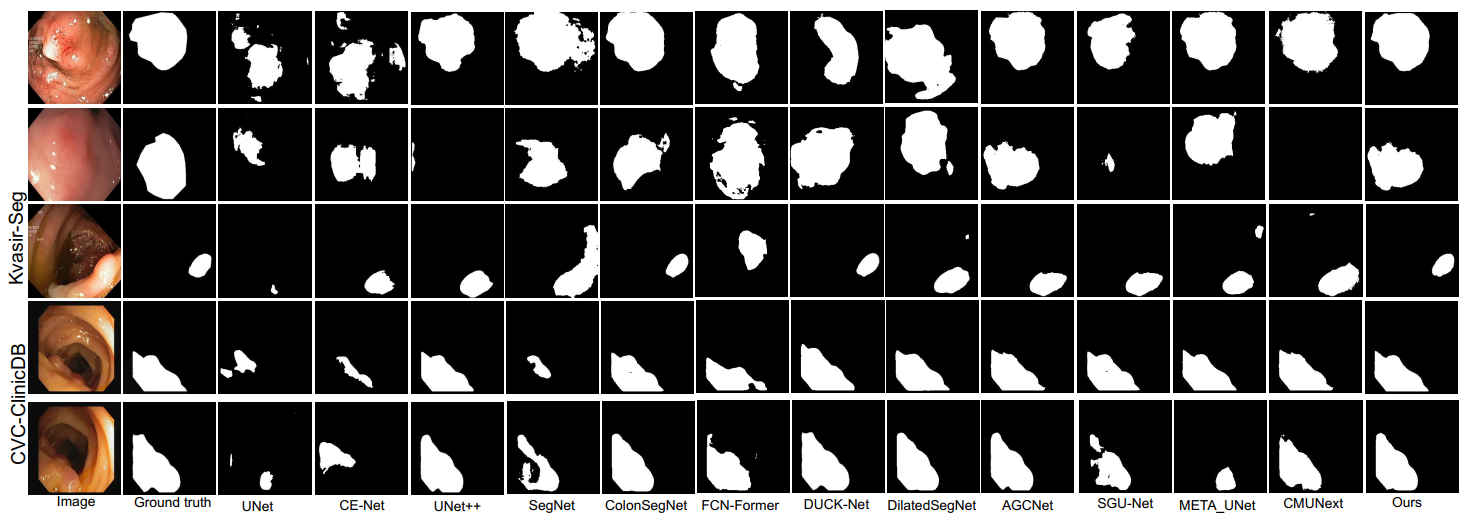 Kvasir-Seg
CVC-ClinicDB
Image Ground truth UNet CE-Net UNet++ SegNet ColonSegNet FCN-Former DUCK-Net DilatedSegNet AGCNet SGU-Net META_UNet CMUNext Ours